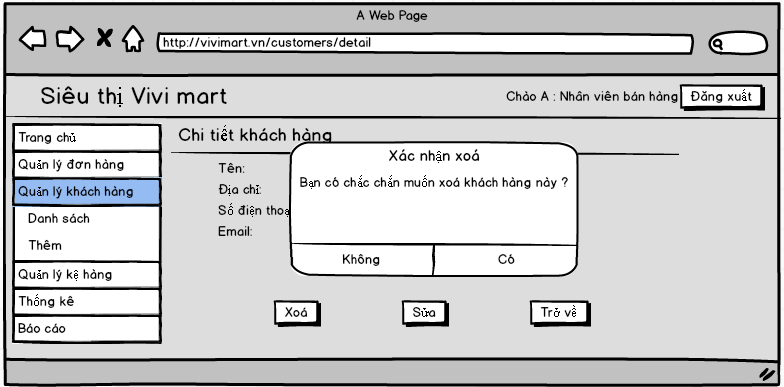 A Web Page
http://vivimart.vn/customers/detail
Siêu thị Vivi mart
Chào A : Nhân viên bán hàng
Đăng xuất
Trang chủ
Quản lý đơn hàng
Quản lý khách hàng
Danh sách
Thêm
Quản lý kệ hàng
Thống kê
Báo cáo
Chi tiết khách hàng
Tên:
Địa chỉ:
Số điện thoạ
Email:
Xác nhận xoá
Bạn có chắc chắn muốn xoá khách hàng này ?
Không
Có
Xoá
Sửa
Trở về